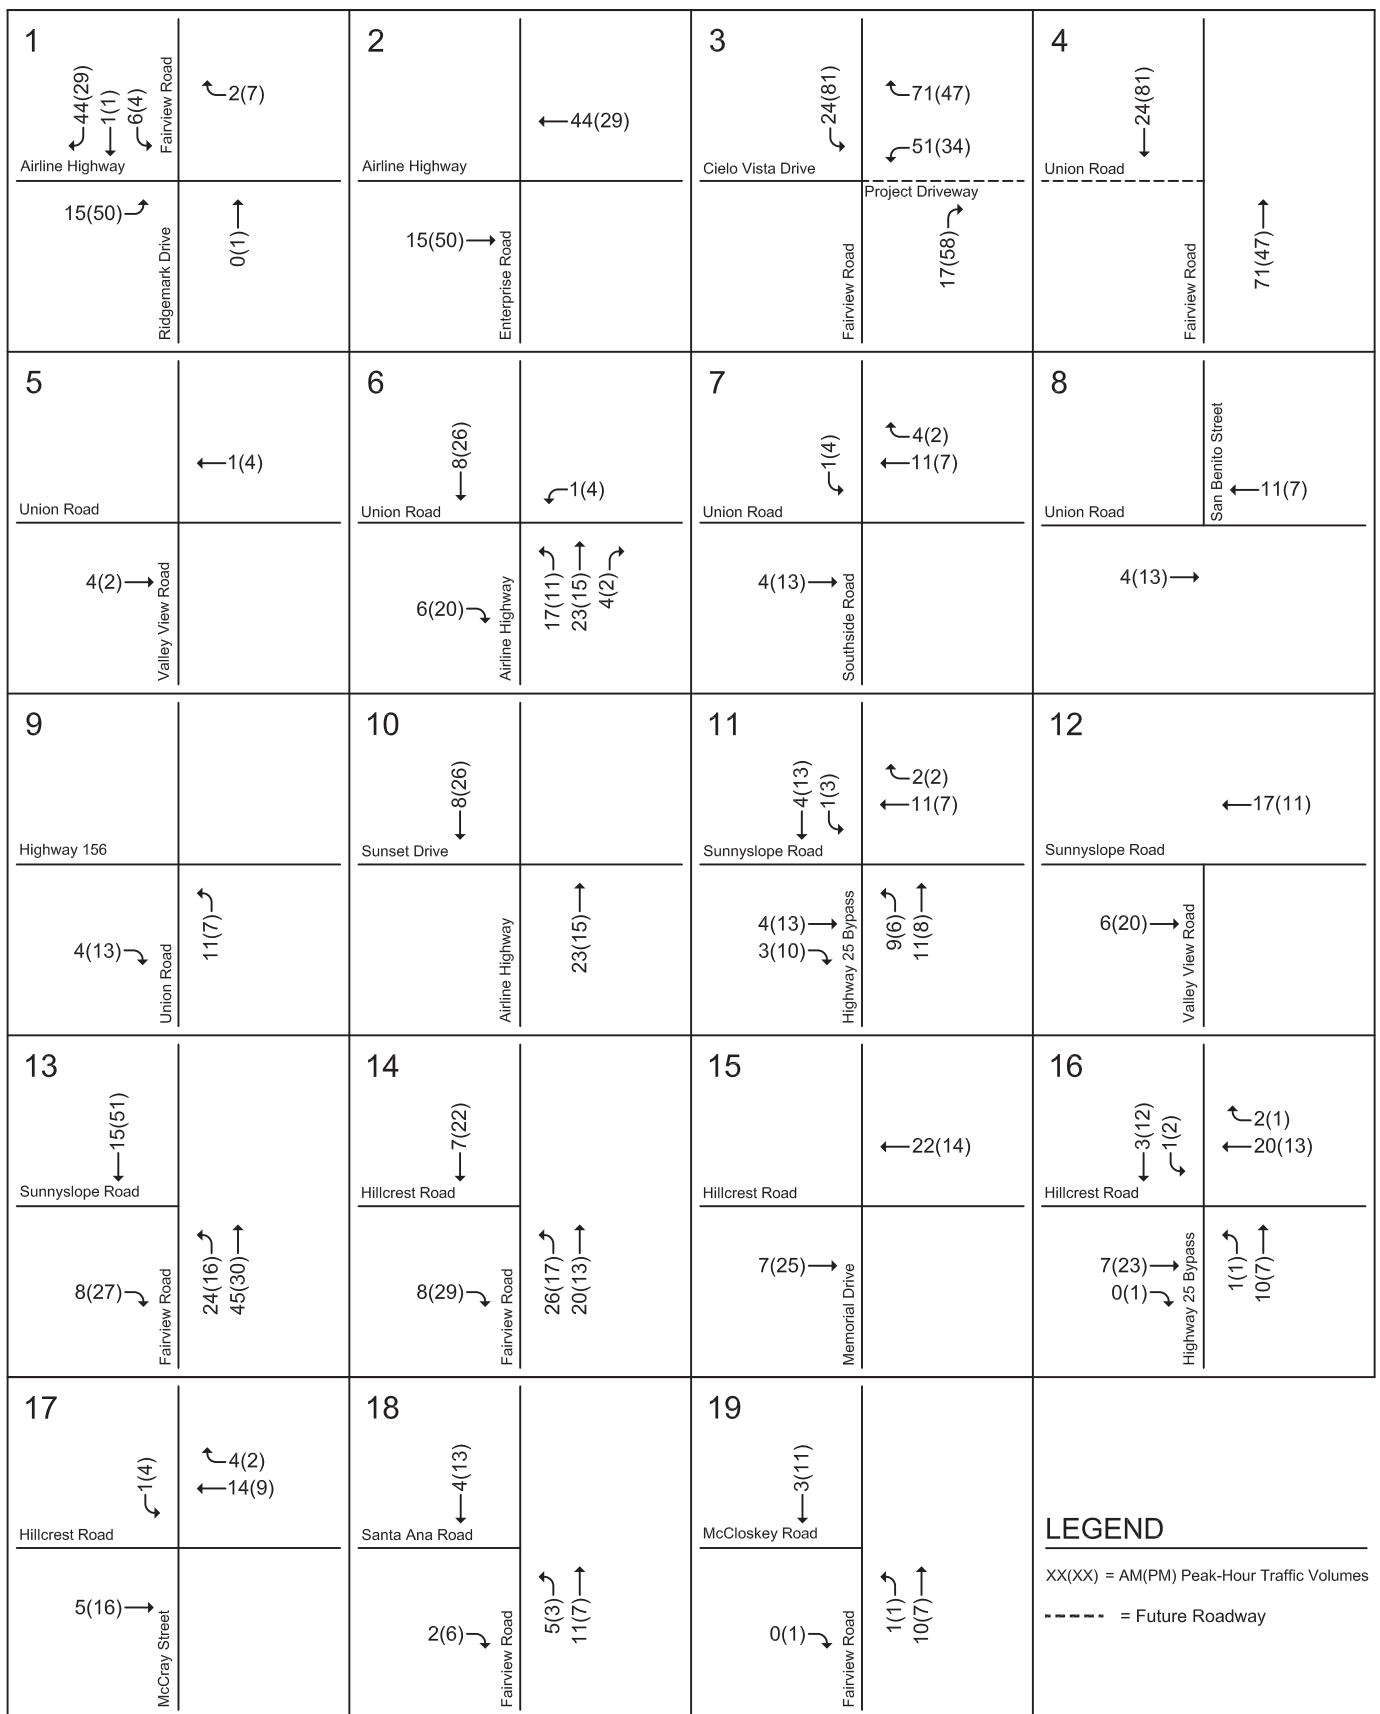 1
44(29)
1(1)
6(4)
Fairview Road
2(7)
Airline Highway
15(50)
Ridgemark Drive
0(1)
2
44(29)
Airline Highway
15(50)
Enterprise Road
3
24(81)
71(47)
51(34)
Cielo Vista Drive
Project Driveway
Fairview Road
17(58)
4
24(81)
Union Road
Fairview Road
71(47)
5
1(4)
Union Road
4(2)
Valley View Road
6
8(26)
1(4)
Union Road
6(20)
Airline Highway
17(11)
23(15)
4(2)
7
1(4)
4(2)
11(7)
Union Road
4(13)
Southside Road
8
San Benito Street
11(7)
Union Road
4(13)
9
Highway 156
4(13)
Union Road
11(7)
10
8(26)
Sunset Drive
Airline Highway
23(15)
11
4(13)
1(3)
2(2)
11(7)
Sunnyslope Road
4(13)
3(10)
Highway 25 Bypass
9(6)
11(8)
12
17(11)
Sunnyslope Road
6(20)
Valley View Road
13
15(51)
Sunnyslope Road
8(27)
Fairview Road
24(16)
45(30)
14
7(22)
Hillcrest Road
8(29)
Fairview Road
26(17)
20(13)
15
22(14)
Hillcrest Road
7(25)
Memorial Drive
16
3(12)
1(2)
2(1)
20(13)
Hillcrest Road
7(23)
0(1)
Highway 25 Bypass
1(1)
10(7)
17
1(4)
4(2)
14(9)
Hillcrest Road
5(16)
McCray Street
18
4(13)
Santa Ana Road
2(6)
Fairview Road
5(3)
11(7)
19
3(11)
McCloskey Road
0(1)
Fairview Road
1(1)
10(7)
LEGEND
XX(XX) = AM(PM) Peak-Hour Traffic Volumes
= Future Roadway